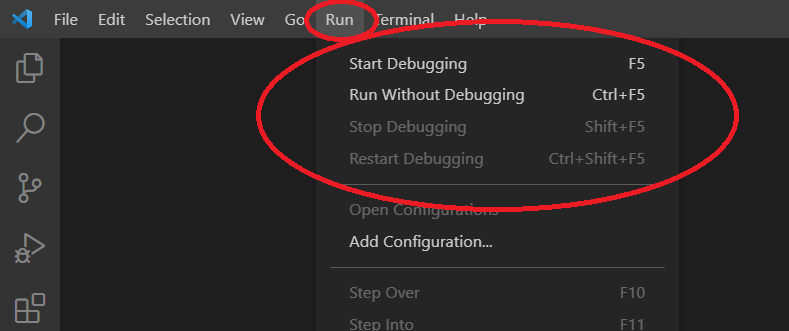 File Edit Selection View Go Run Terminal Help
Start Debugging F5
Run Without Debugging Ctrl+F5
Stop Debugging Shift+F5
Restart Debugging Ctrl+Shift+F5
Open Configurations
Add Configuration...
Step Over F10
Step Into F11